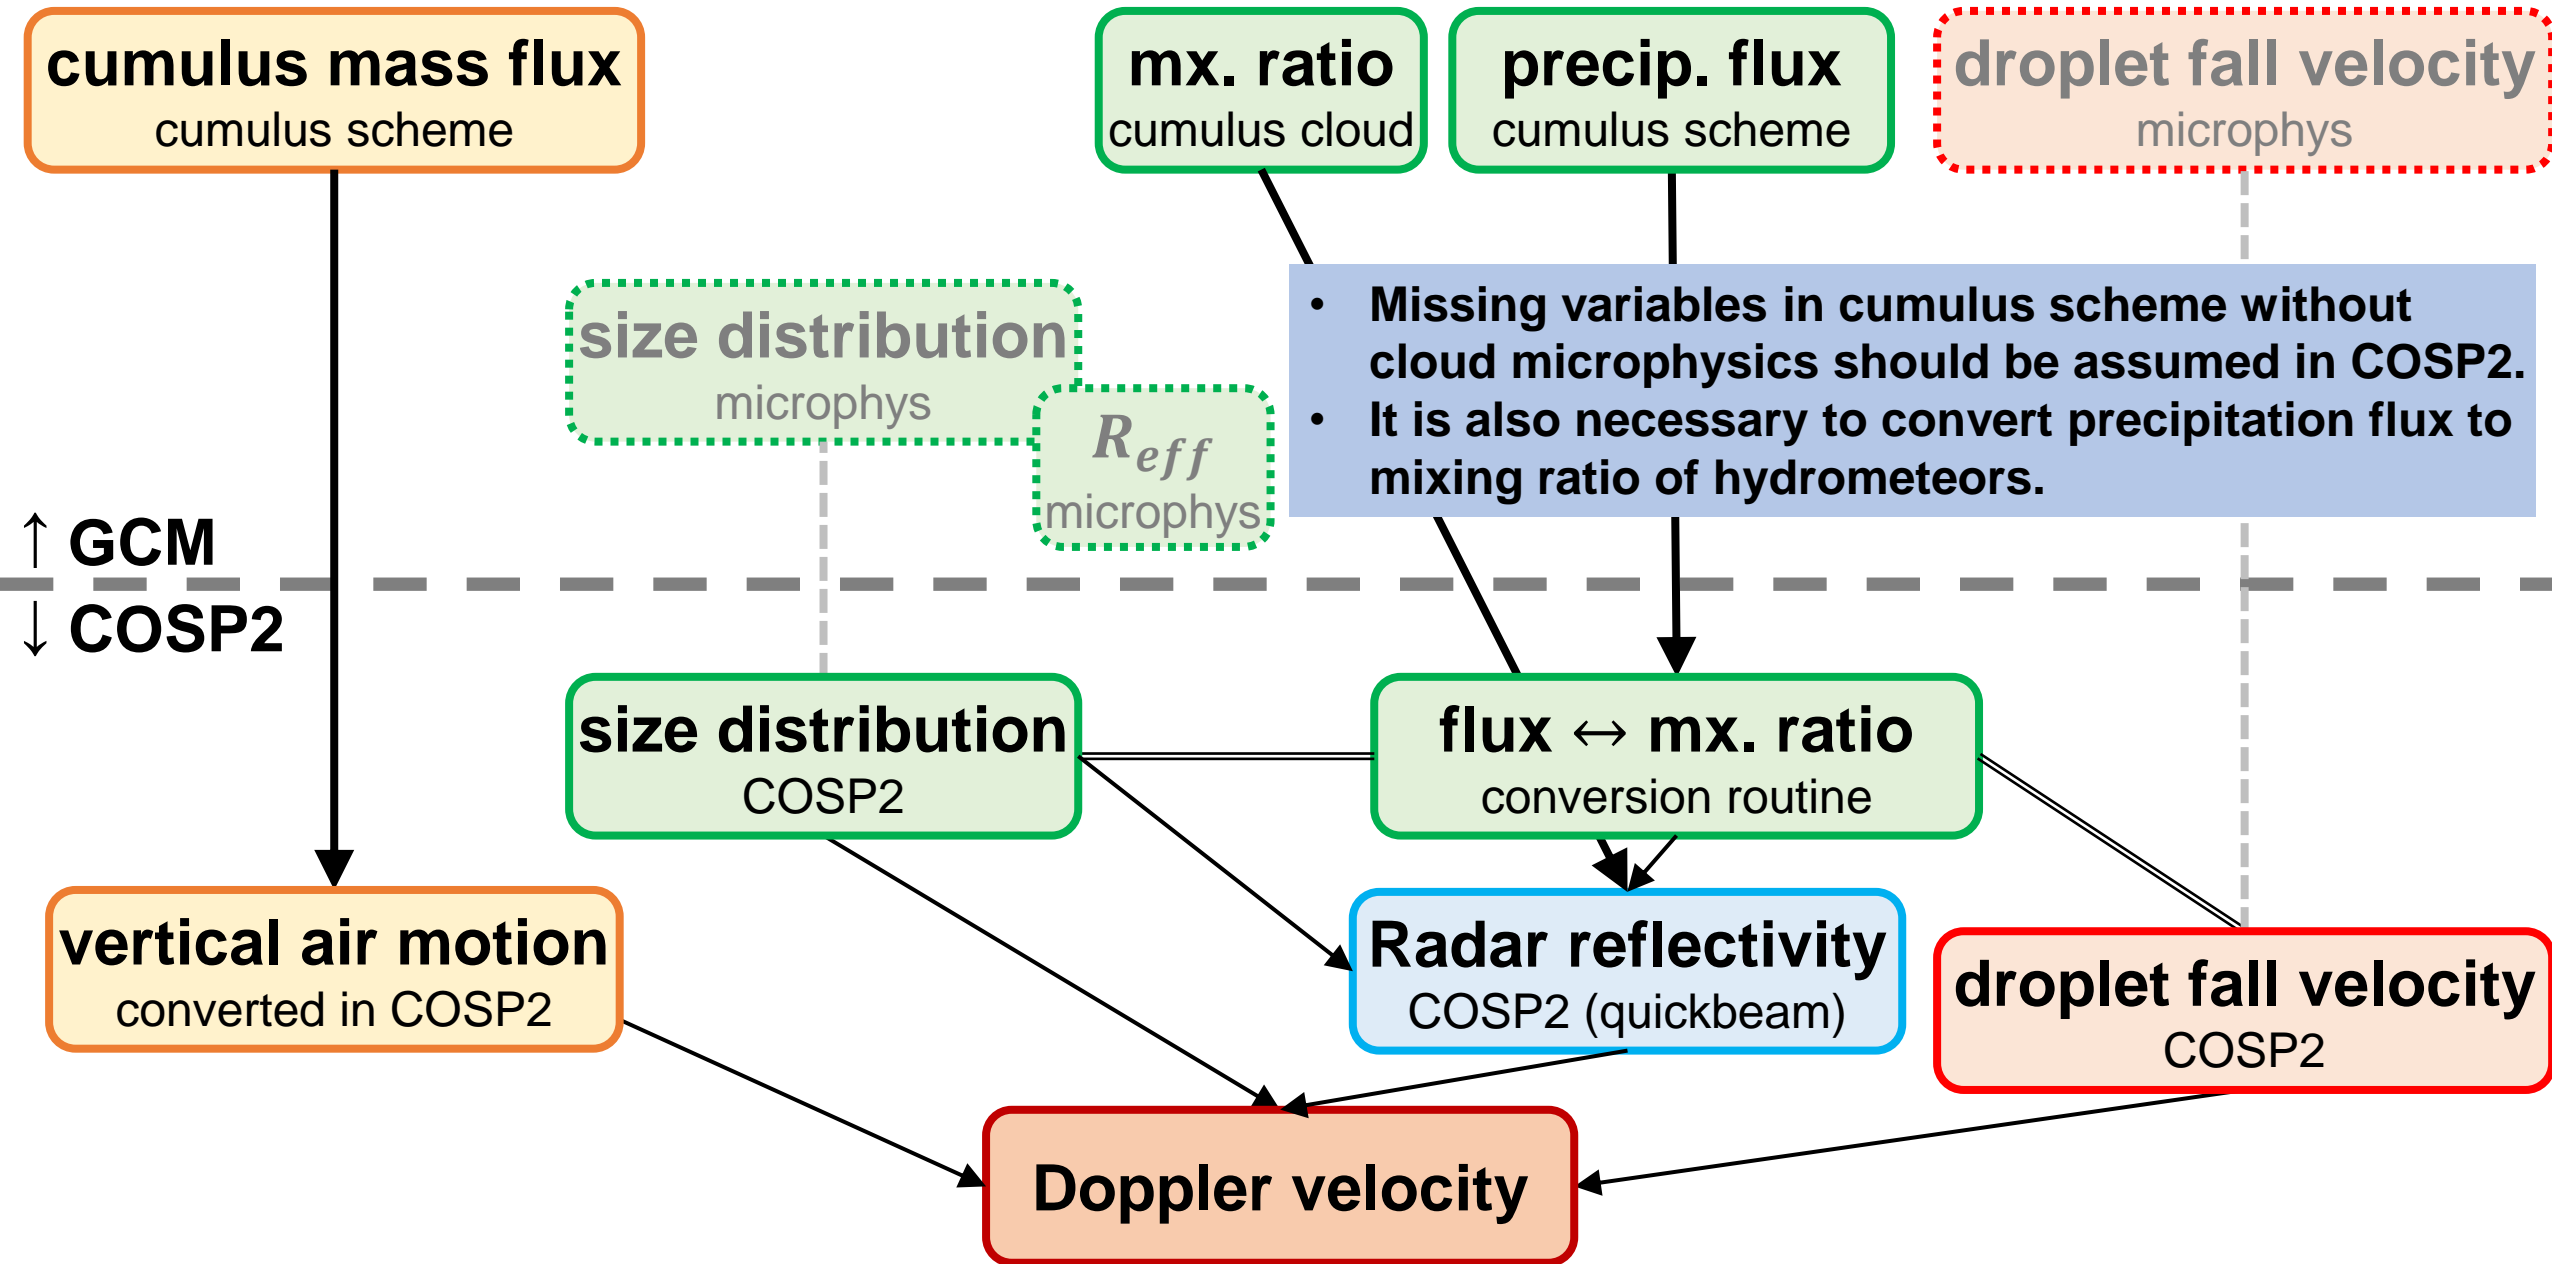 cumulus mass flux
cumulus scheme
mx. ratio
cumulus cloud
precip. flux
cumulus scheme
droplet fall velocity
microphys
size distribution
microphys
R_eff
microphys
• Missing variables in cumulus scheme without
cloud microphysics should be assumed in COSP2.
• It is also necessary to convert precipitation flux to
mixing ratio of hydrometeors.
↑ GCM
↓ COSP2
size distribution
COSP2
flux ↔ mx. ratio
conversion routine
vertical air motion
converted in COSP2
Radar reflectivity
COSP2 (quickbeam)
droplet fall velocity
COSP2
Doppler velocity